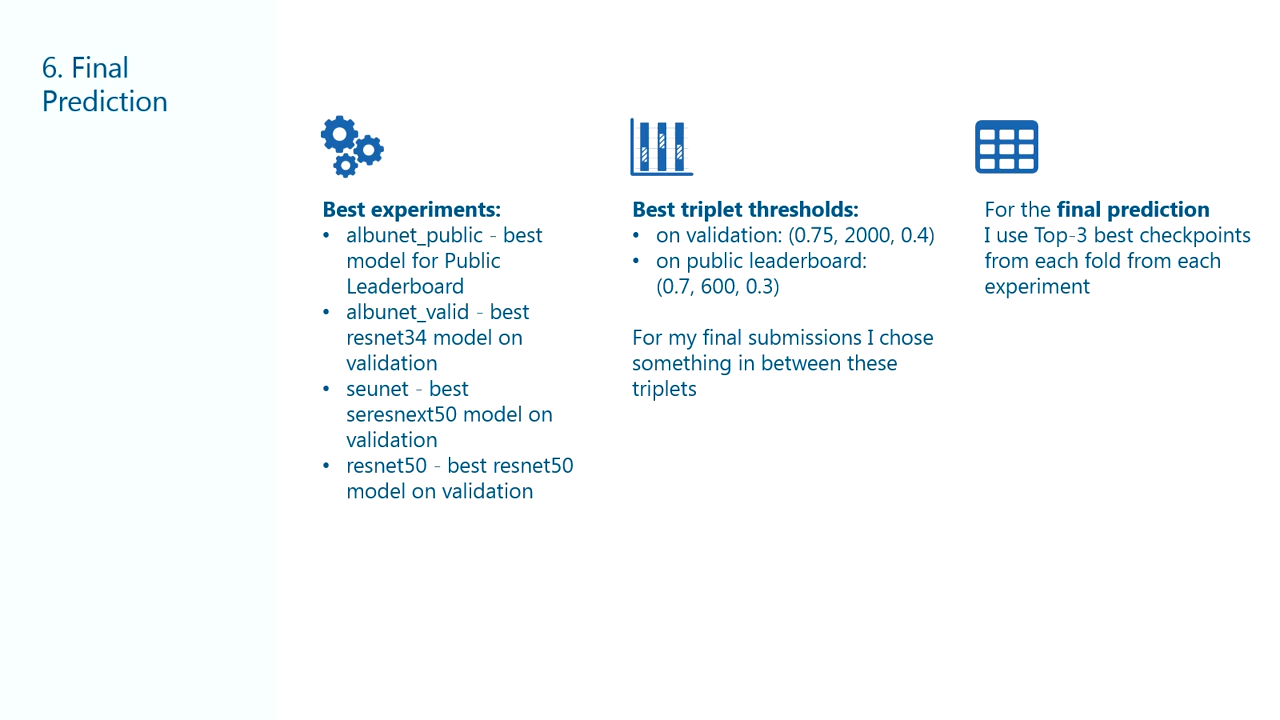 6. Final
Prediction
Best experiments:
• albunet_public - best
model for Public
Leaderboard
• albunet_valid - best
resnet34 model on
validation
• seunet - best
seresnext50 model on
validation
• resnet50 - best resnet50
model on validation
Best triplet thresholds:
• on validation: (0.75, 2000, 0.4)
• on public leaderboard:
(0.7, 600, 0.3)
For my final submissions I chose
something in between these
triplets
For the final prediction
I use Top-3 best checkpoints
from each fold from each
experiment